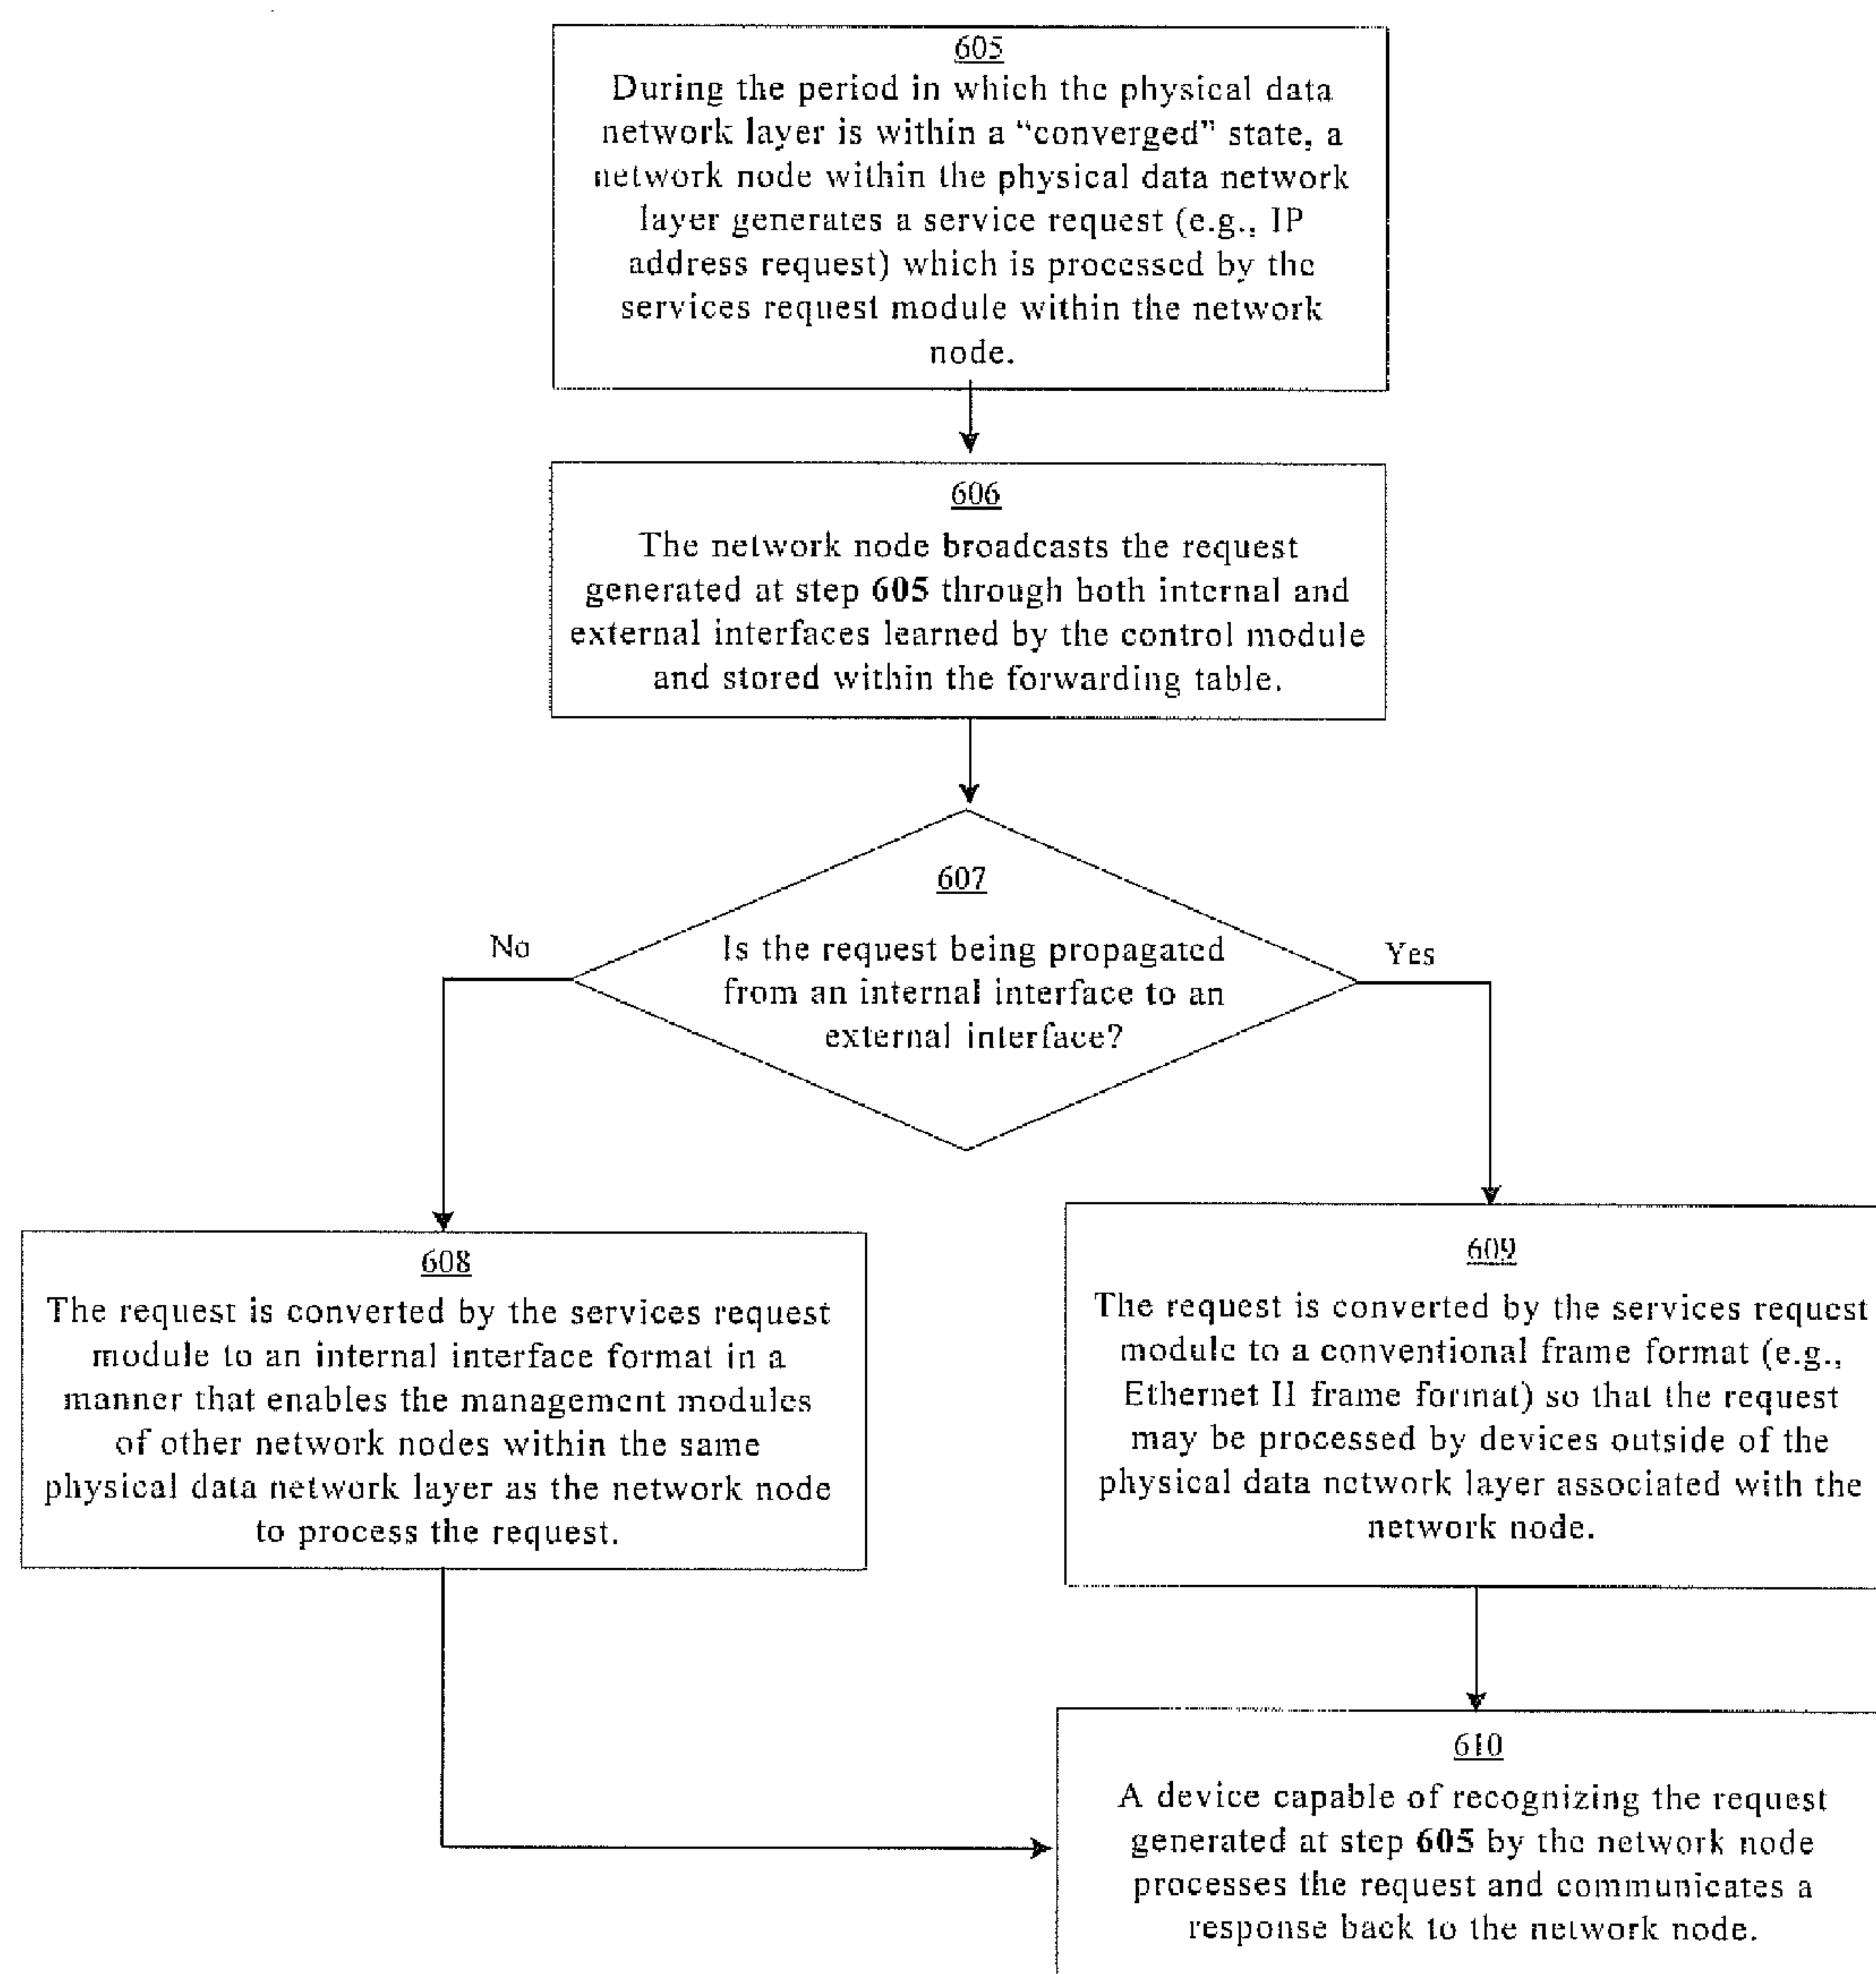 605
During the period in which the physical data
network layer is within a “converged” state, a
network node within the physical data network
layer generates a service request (e.g., IP
address request) which is processed by the
services request module within the network
node.
606
The network node broadcasts the request
generated at step 605 through both internal and
external interfaces learned by the control module
and stored within the forwarding table.
607
Is the request being propagated
from an internal interface to an
external interface?
No
Yes
608
The request is converted by the services request
module to an internal interface format in a
manner that enables the management modules
of other network nodes within the same
physical data network layer as the network node
to process the request.
609
The request is converted by the services request
module to a conventional frame format (e.g.,
Ethernet II frame format) so that the request
may be processed by devices outside of the
physical data network layer associated with the
network node.
610
A device capable of recognizing the request
generated at step 605 by the network node
processes the request and communicates a
response back to the network node.